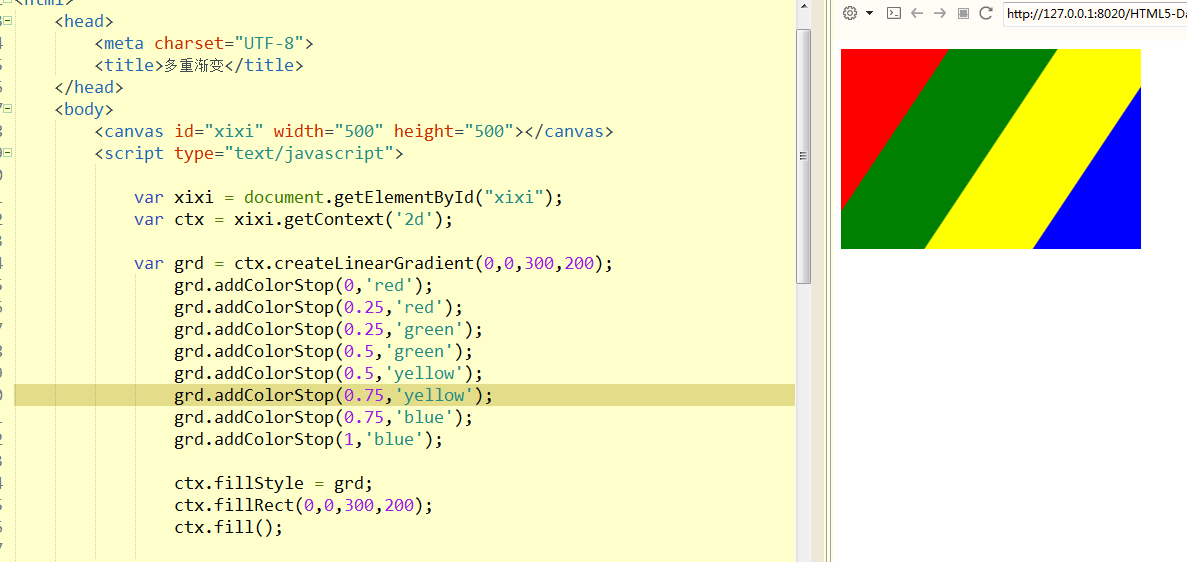 <html>
<head>
<meta charset="UTF-8">
<title>多重渐变</title>
</head>
<body>
<canvas id="xixi" width="500" height="500"></canvas>
<script type="text/javascript">
var xixi = document.getElementById("xixi");
var ctx = xixi.getContext('2d');
var grd = ctx.createLinearGradient(0,0,300,200);
grd.addColorStop(0,'red');
grd.addColorStop(0.25,'red');
grd.addColorStop(0.25,'green');
grd.addColorStop(0.5,'green');
grd.addColorStop(0.5,'yellow');
grd.addColorStop(0.75,'yellow');
grd.addColorStop(0.75,'blue');
grd.addColorStop(1,'blue');
ctx.fillStyle = grd;
ctx.fillRect(0,0,300,200);
ctx.fill();
http://127.0.0.1:8020/HTML5-Da